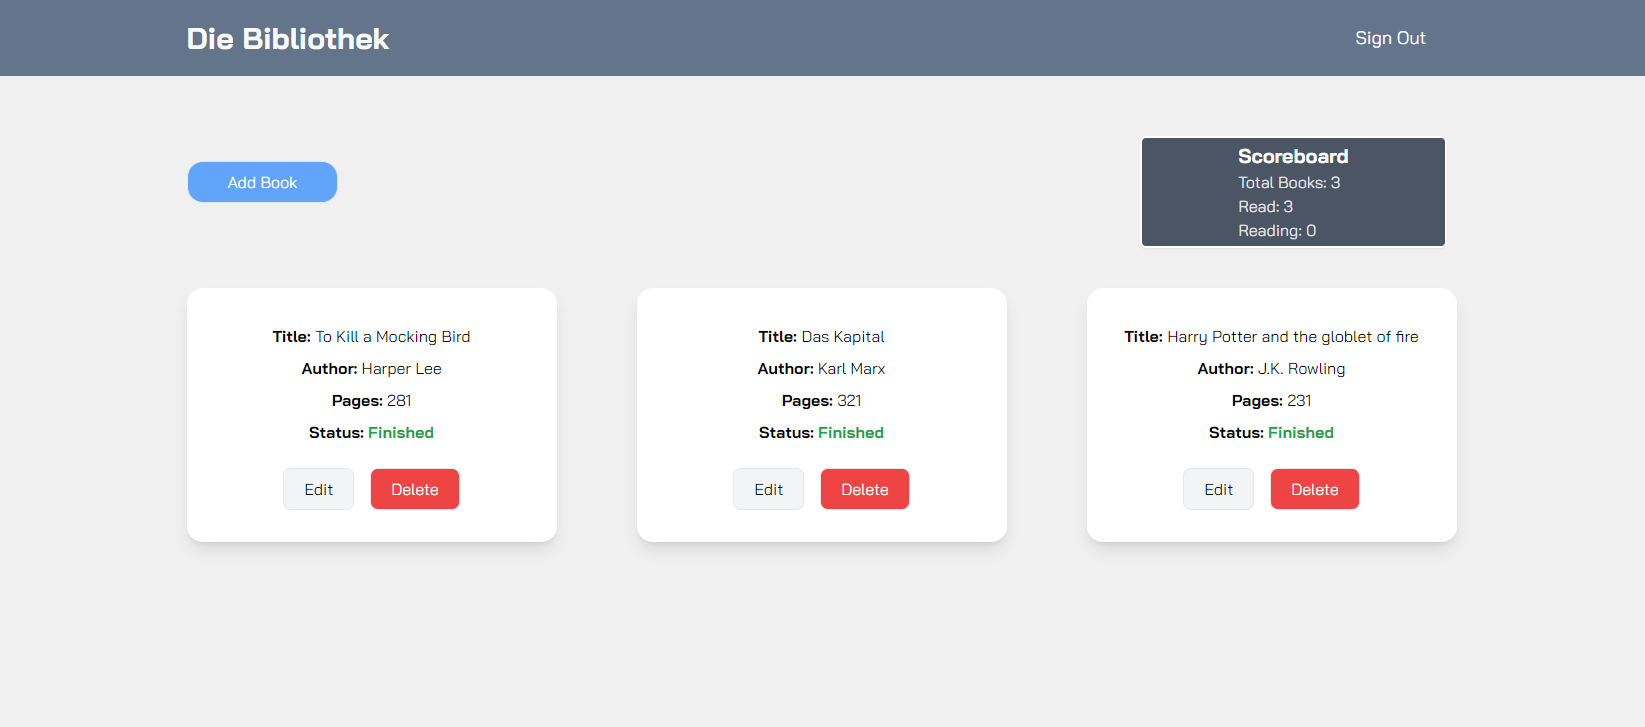 Die Bibliothek
Sign Out
Add Book
Scoreboard
Total Books: 3
Read: 3
Reading: 0
Title: To Kill a Mocking Bird
Author: Harper Lee
Pages: 281
Status: Finished
Edit
Delete
Title: Das Kapital
Author: Karl Marx
Pages: 321
Status: Finished
Edit
Delete
Title: Harry Potter and the globlet of fire
Author: J.K. Rowling
Pages: 231
Status: Finished
Edit
Delete